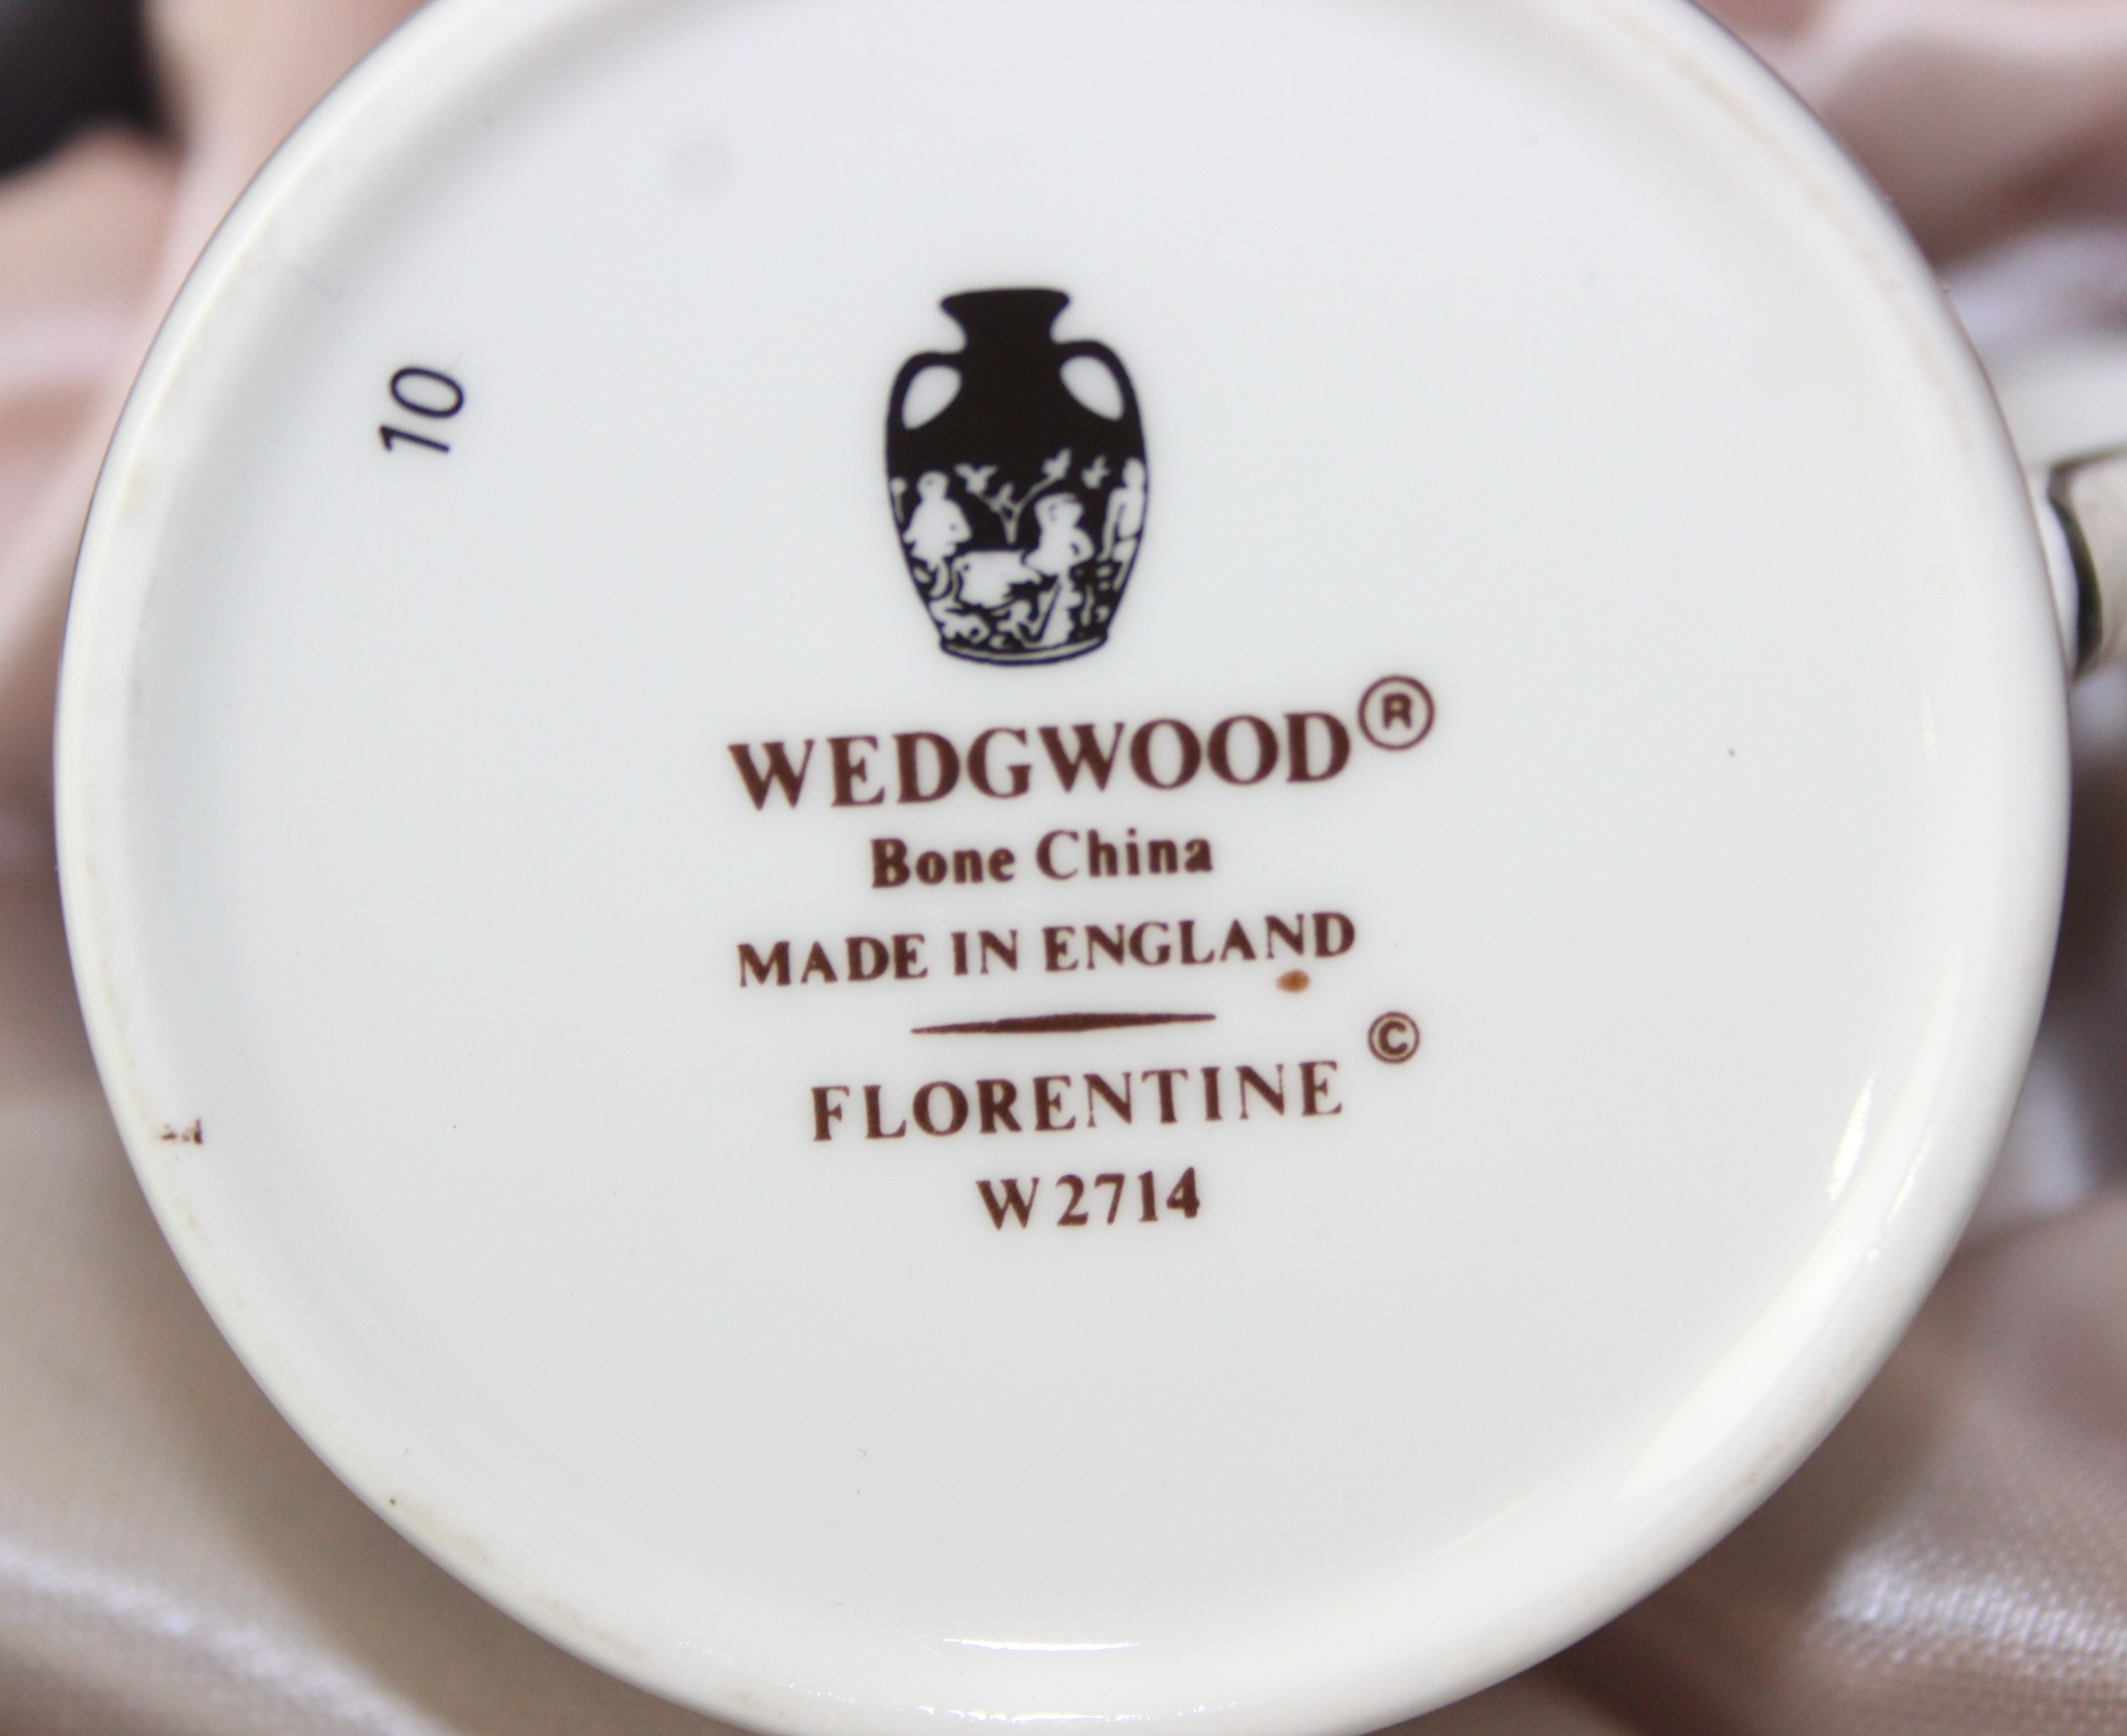 10
WEDGWOOD®
Bone China
MADE IN ENGLAND
FLORENTINE ©
W2714